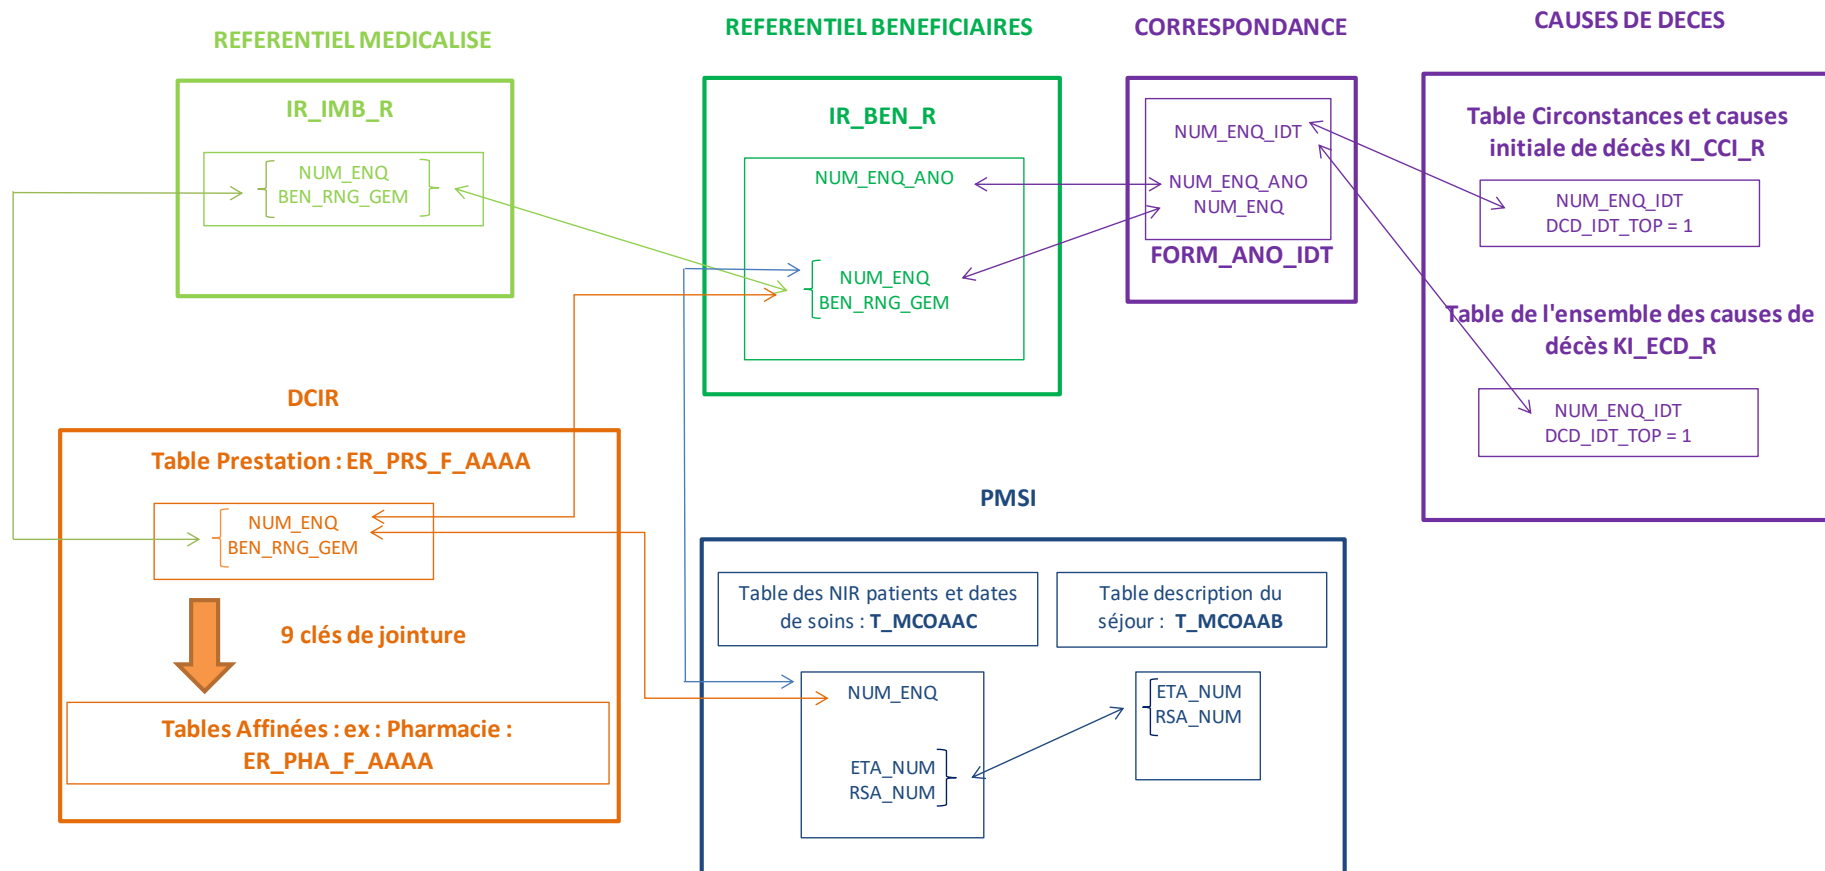 REFERENTIEL MEDICALISE
IR_IMB_R
NUM_ENQ
BEN_RNG_GEM
REFERENTIEL BENEFICIAIRES
IR_BEN_R
NUM_ENQ_ANO
NUM_ENQ
BEN_RNG_GEM
CORRESPONDANCE
NUM_ENQ_IDT
NUM_ENQ_ANO
NUM_ENQ
FORM_ANO_IDT
CAUSES DE DECES
Table Circonstances et causes
initiale de décès KI_CCI_R
NUM_ENQ_IDT
DCD_IDT_TOP = 1
Table de l'ensemble des causes de
décès KI_ECD_R
NUM_ENQ_IDT
DCD_IDT_TOP = 1
DCIR
Table Prestation : ER_PRS_F_AAAA
NUM_ENQ
BEN_RNG_GEM
9 clés de jointure
Tables Affinées : ex : Pharmacie :
ER_PHA_F_AAAA
PMSI
Table des NIR patients et dates
de soins : T_MCOAAC
Table description du
séjour : T_MCOAAB
NUM_ENQ
ETA_NUM
RSA_NUM
ETA_NUM
RSA_NUM